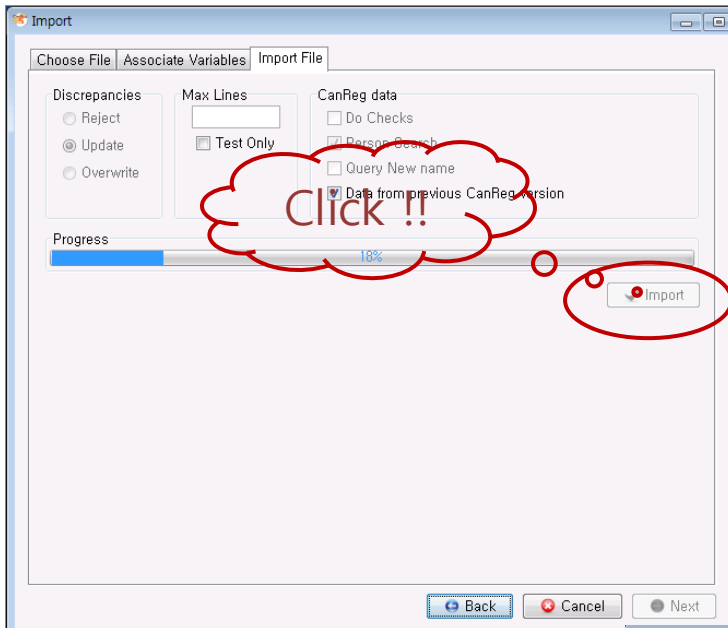 Import
Choose File Associate Variables Import File
Discrepancies Max Lines CanReg data
Reject
Do Checks
Update
Test Only
Person Search
Overwrite
Query New name
Data from previous CanReg version
Click !!
Progress
18%
Import
Back Cancel Next